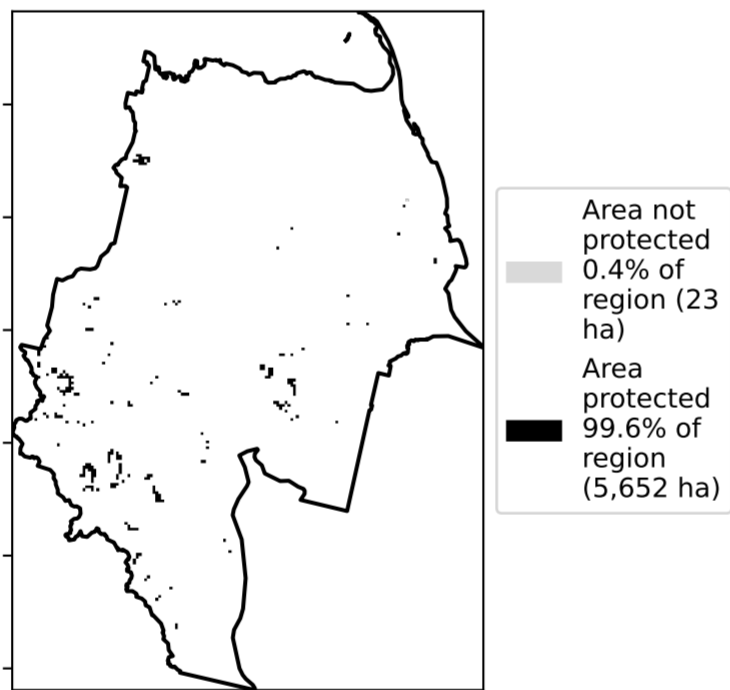 Area not
protected
0.4% of
region (23
ha)
Area
protected
99.6% of
region
(5,652 ha)